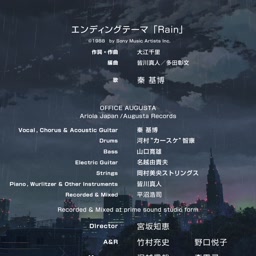 エンディングテーマ「Rain」
©1988 by Sony Music Artists Inc.
作詞・作曲 大江千里
編曲 皆川真人／多田彰文
歌 秦 基博
OFFICE AUGUSTA
Ariola Japan /Augusta Records
Vocal, Chorus & Acoustic Guitar 秦 基博
Drums 河村"カースケ"智康
Bass 山口寛雄
Electric Guitar 名越由貴夫
Strings 岡村美央ストリングス
Piano, Wurlitzer & Other Instruments 皆川真人
Recorded & Mixed 平沼浩司
Recorded & Mixed at prime sound studio form
Director 宮坂知恵
A&R 竹村充史 野口悦子